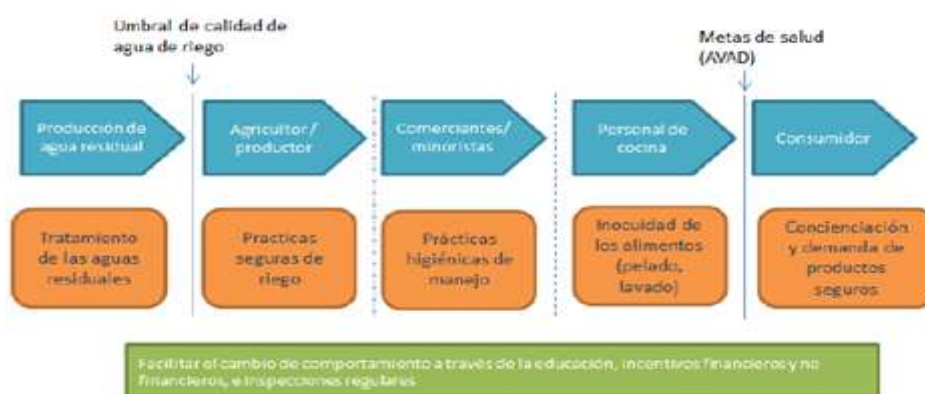 Umbral de calidad de
agua de riego
Metas de salud
(AVAD)
Producción de
agua residual
Agricultor/
productor
Comerciantes/
minoristas
Personal de
cocina
Consumidor
Tratamiento
de las aguas
residuales
Practicas
seguras de
riego
Prácticas
higiénicas de
manejo
Inocuidad de
los alimentos
(pelado,
lavado)
Concienciación
y demanda de
productos
seguros
Facilitar el cambio de comportamiento a través de la educación, incentivos financieros y no
financieros, e inspecciones regulares